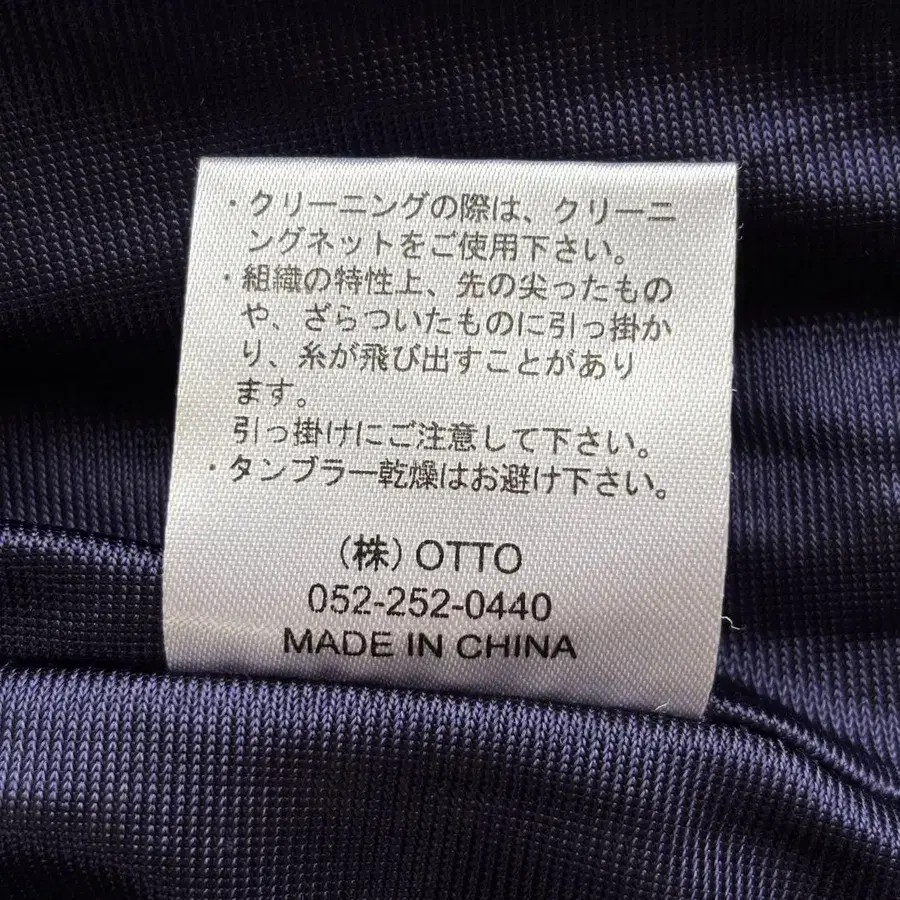 ・クリーニングの際は、クリーニ
ングネットをご使用下さい。
・組織の特性上、先の尖ったもの
や、ざらついたものに引っ掛か
り、糸が飛び出すことがあり
ます。
引っ掛けにご注意して下さい。
・タンブラー乾燥はお避け下さい。
(株) OTTO
052-252-0440
MADE IN CHINA